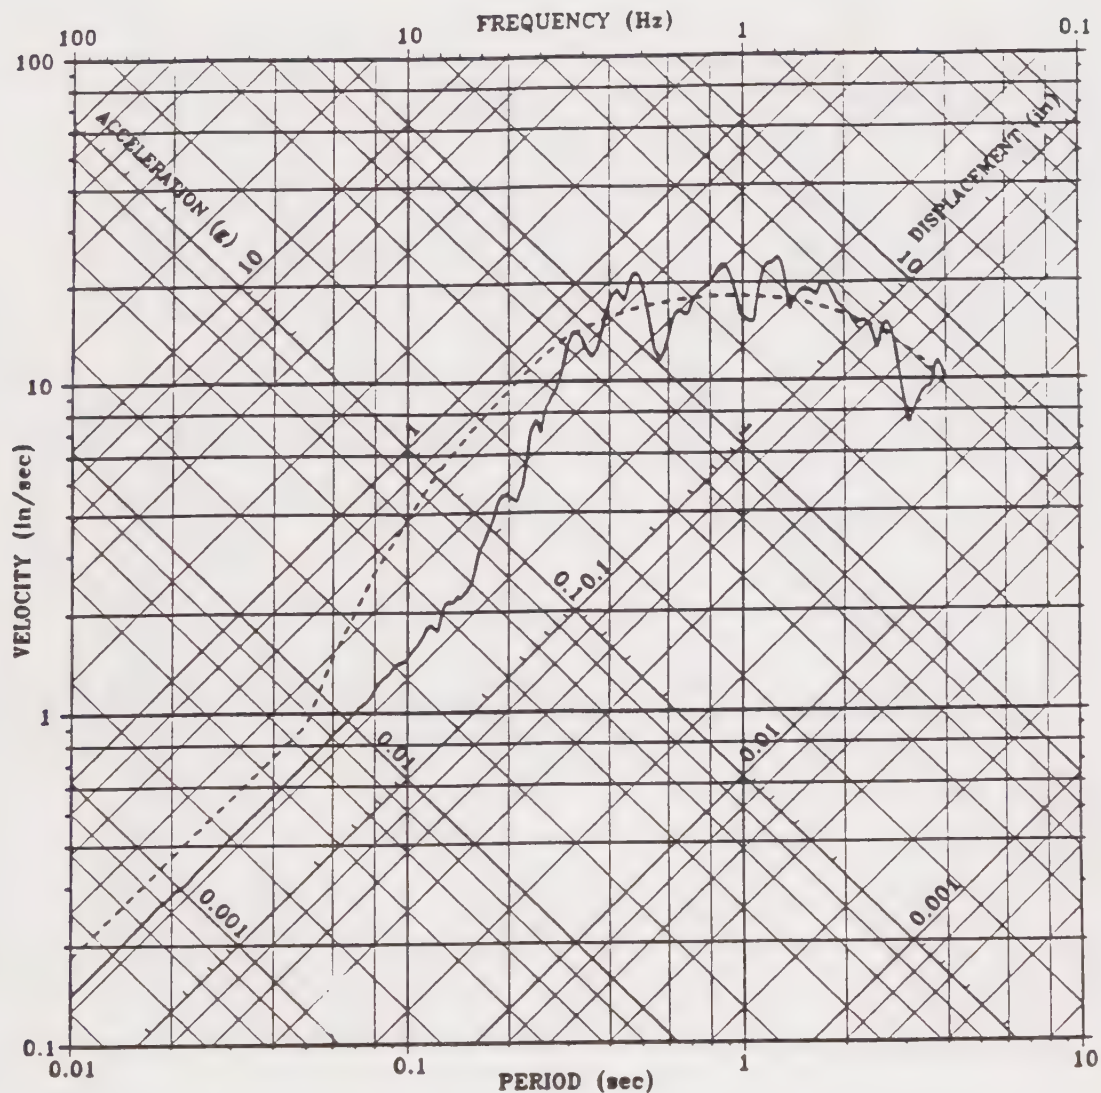 FREQUENCY (Hz)
100 10 1 0.1
100
ACCELERATION (g) 10
10 DISPLACEMENT (in)
10
1 1
VELOCITY (in/sec)
0.1 0.1
1
0.01 0.01
0.001 0.001
0.1
0.01 0.1 1 10
PERIOD (sec)